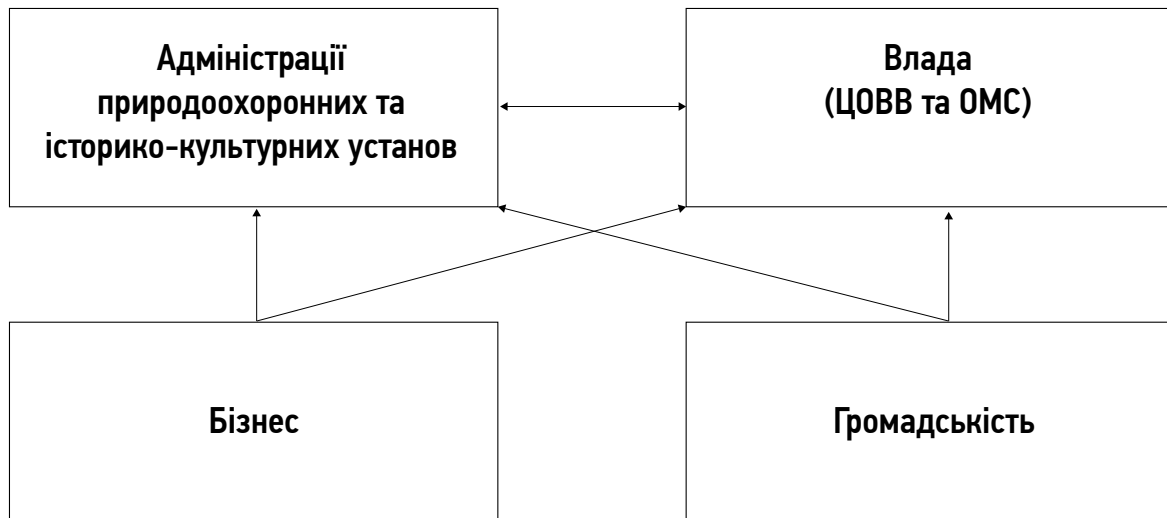 Адміністрації
природоохоронних та
історико-культурних установ
Влада
(ЦОВВ та ОМС)
Бізнес
Громадськість